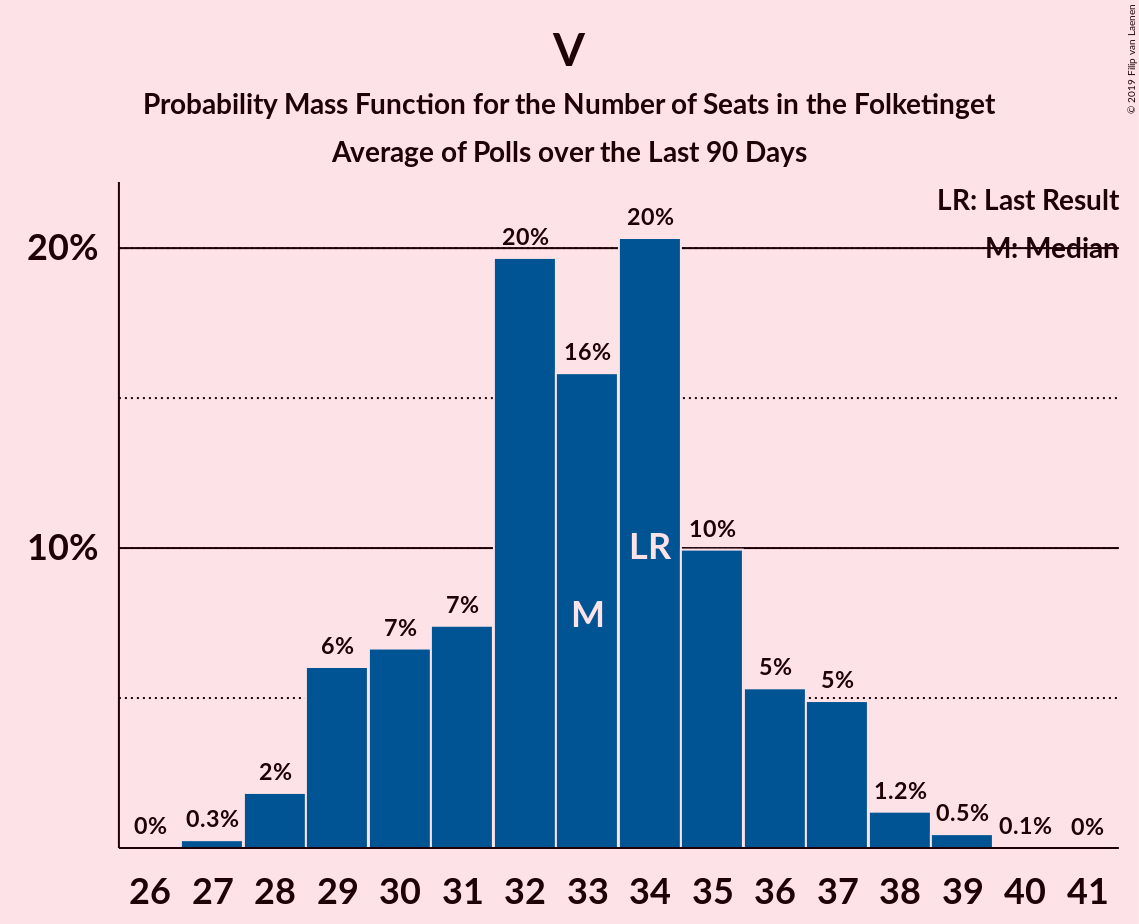 V
Probability Mass Function for the Number of Seats in the Folketinget
Average of Polls over the Last 90 Days
© 2019 Filip van Laenen
LR: Last Result
M: Median
20%
10%
0%
0.3%
2%
6%
7%
7%
20%
16%
20%
10%
5%
5%
1.2%
0.5%
0.1%
0%
LR
M
26 27 28 29 30 31 32 33 34 35 36 37 38 39 40 41